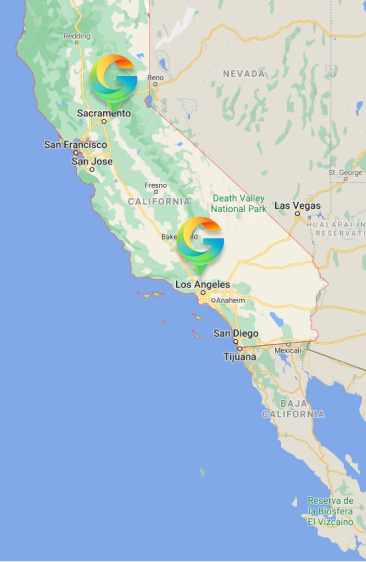 Redding
Reno
NEVADA
Sacramento
San Francisco
San Jose
St. George
Fresno
Death Valley
National Park
CALIFORNIA
Las Vegas
HUALAPAI IN
RESERVATI
Los Angeles
Anaheim
San Diego
Tijuana
Mexicali
BAJA
CALIFORNIA
Reserva de
la Biosfera
El Vizcaíno